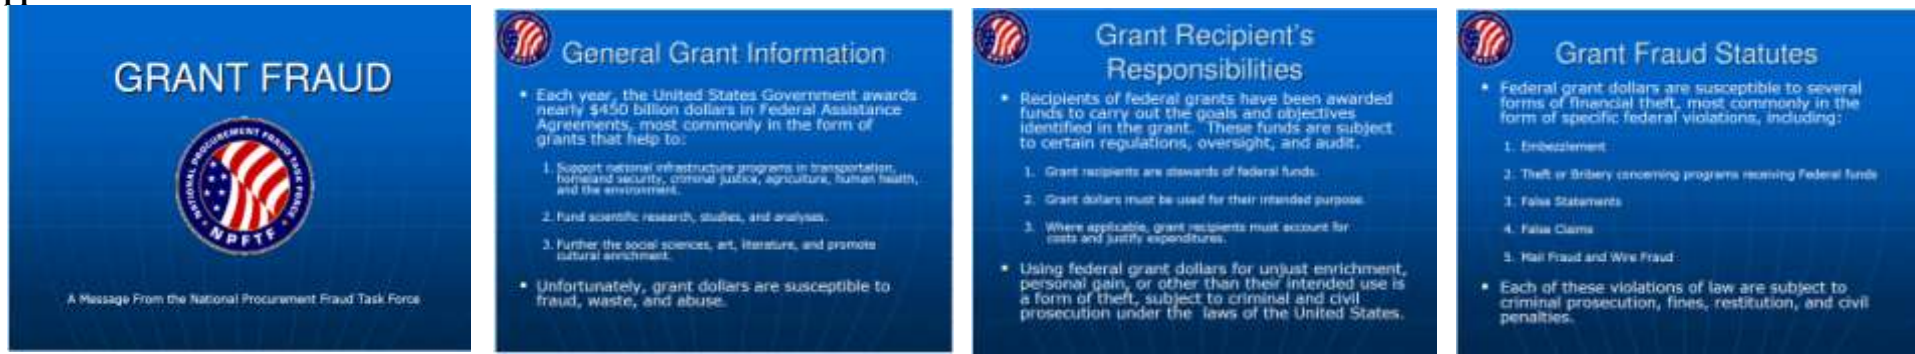 GRANT FRAUD
NATIONAL PROCUREMENT FRAUD TASK FORCE
NPFTF
A Message From the National Procurement Fraud Task Force
General Grant Information
Each year, the United States Government awards
nearly $450 billion dollars in Federal Assistance
Agreements, most commonly in the form of
grants that help to:
1. Support national infrastructure programs in transportation,
homeland security, criminal justice, agriculture, human health,
and the environment.
2. Fund scientific research, studies, and analyses.
3. Further the social sciences, art, literature, and promote
cultural enrichment.
Unfortunately, grant dollars are susceptible to
fraud, waste, and abuse.
Grant Recipient's
Responsibilities
Recipients of federal grants have been awarded
funds to carry out the goals and objectives
identified in the grant. These funds are subject
to certain regulations, oversight, and audit.
1. Grant recipients are stewards of federal funds.
2. Grant dollars must be used for their intended purpose.
3. Where applicable, grant recipients must account for
costs and justify expenditures.
Using federal grant dollars for unjust enrichment,
personal gain, or other than their intended use is
a form of theft, subject to criminal and civil
prosecution under the laws of the United States.
Grant Fraud Statutes
Federal grant dollars are susceptible to several
forms of financial theft, most commonly in the
form of specific federal violations, including:
1. Embezzlement
2. Theft or Bribery concerning programs receiving Federal funds
3. False Statements
4. False Claims
5. Mail Fraud and Wire Fraud
Each of these violations of law are subject to
criminal prosecution, fines, restitution, and civil
penalties.